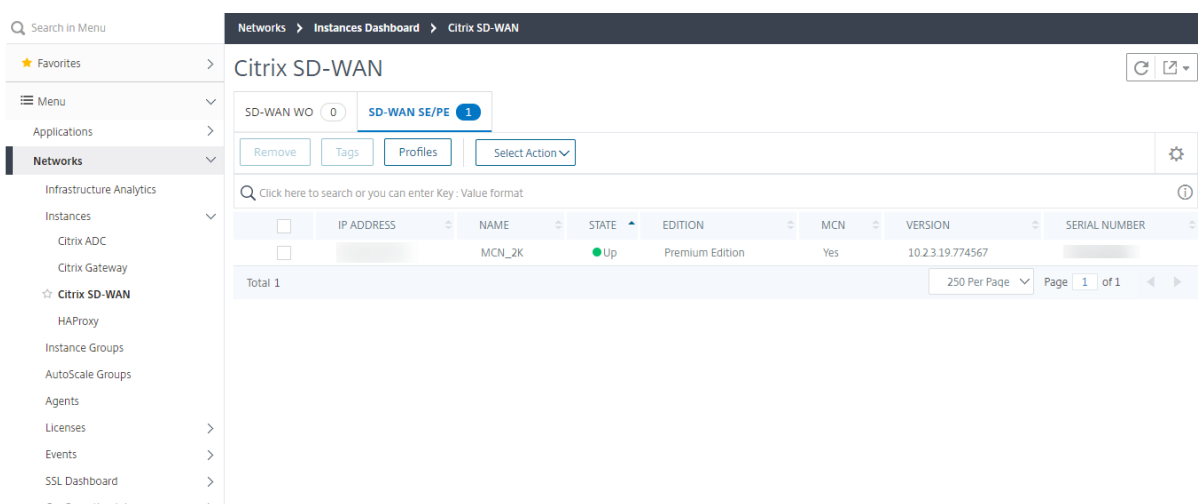 Search in Menu
Favorites
Menu
Applications
Networks
Infrastructure Analytics
Instances
Citrix ADC
Citrix Gateway
Citrix SD-WAN
HAProxy
Instance Groups
AutoScale Groups
Agents
Licenses
Events
SSL Dashboard
Networks > Instances Dashboard > Citrix SD-WAN
Citrix SD-WAN
SD-WAN WO 0 SD-WAN SE/PE 1
Remove Tags Profiles Select Action
Click here to search or you can enter Key : Value format
IP ADDRESS NAME STATE EDITION MCN VERSION SERIAL NUMBER
MCN_2K Up Premium Edition Yes 10.2.3.19.774567
Total 1 250 Per Page Page 1 of 1